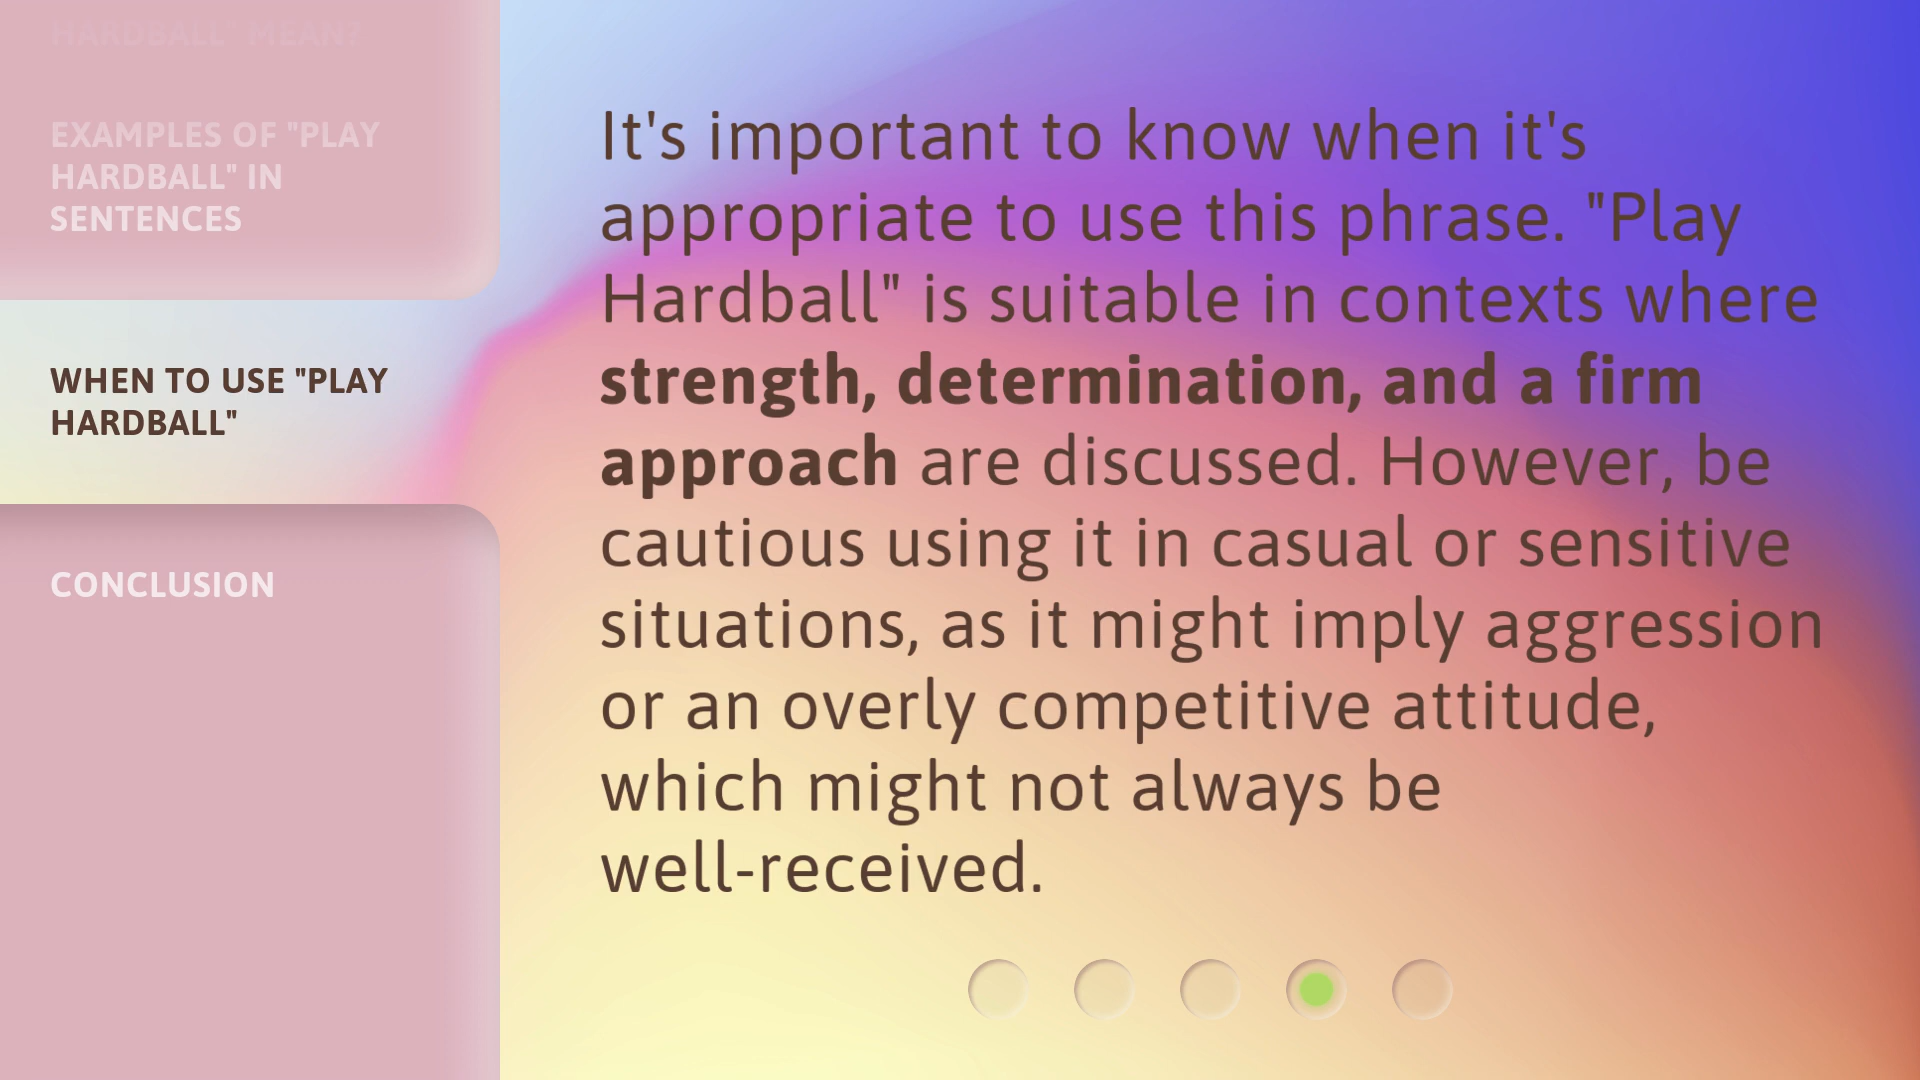 HARDBALL" MEAN?
EXAMPLES OF "PLAY
HARDBALL" IN
SENTENCES
WHEN TO USE "PLAY
HARDBALL"
CONCLUSION
It's important to know when it's
appropriate to use this phrase. "Play
Hardball" is suitable in contexts where
strength, determination, and a firm
approach are discussed. However, be
cautious using it in casual or sensitive
situations, as it might imply aggression
or an overly competitive attitude,
which might not always be
well-received.